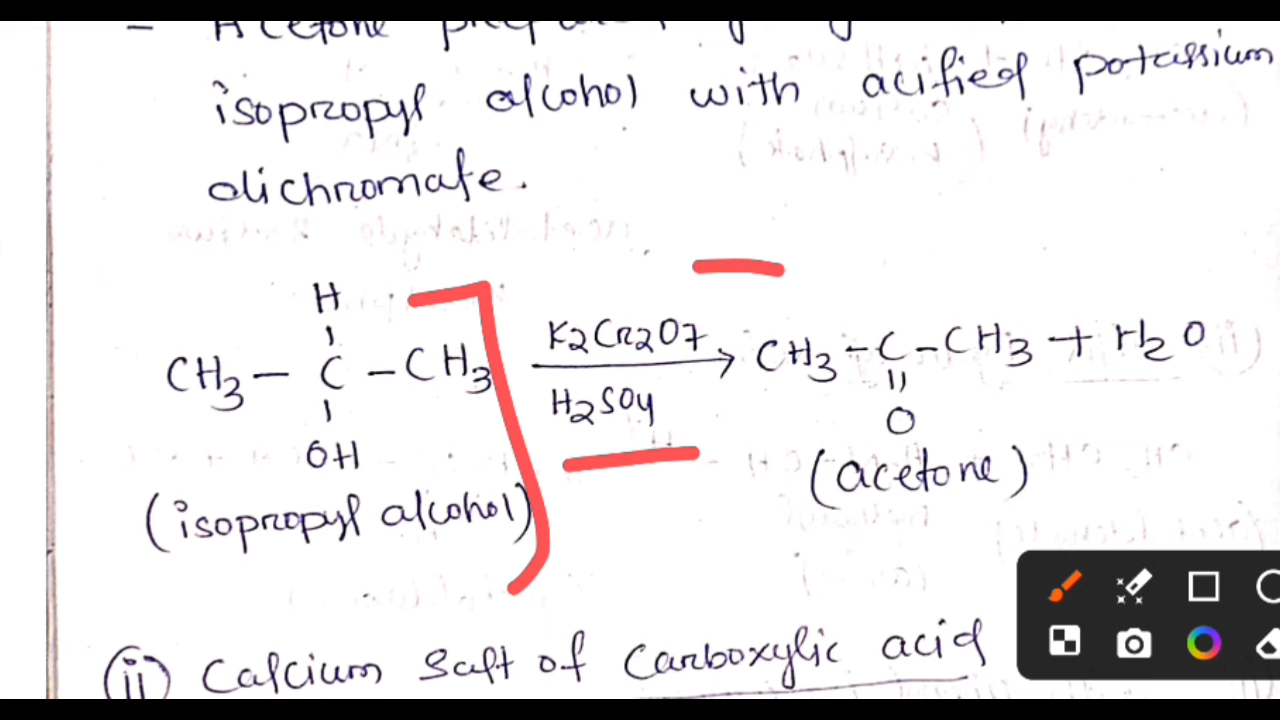 - Acetone
isopropyl alcohol with acified potassium
dichromate.
H
CH3 - C - CH3 K2Cr2O7 CH3 - C - CH3 + H2O
H2SO4
OH O
(isopropyl alcohol) (acetone)
(ii) Calcium salt of carboxylic acid